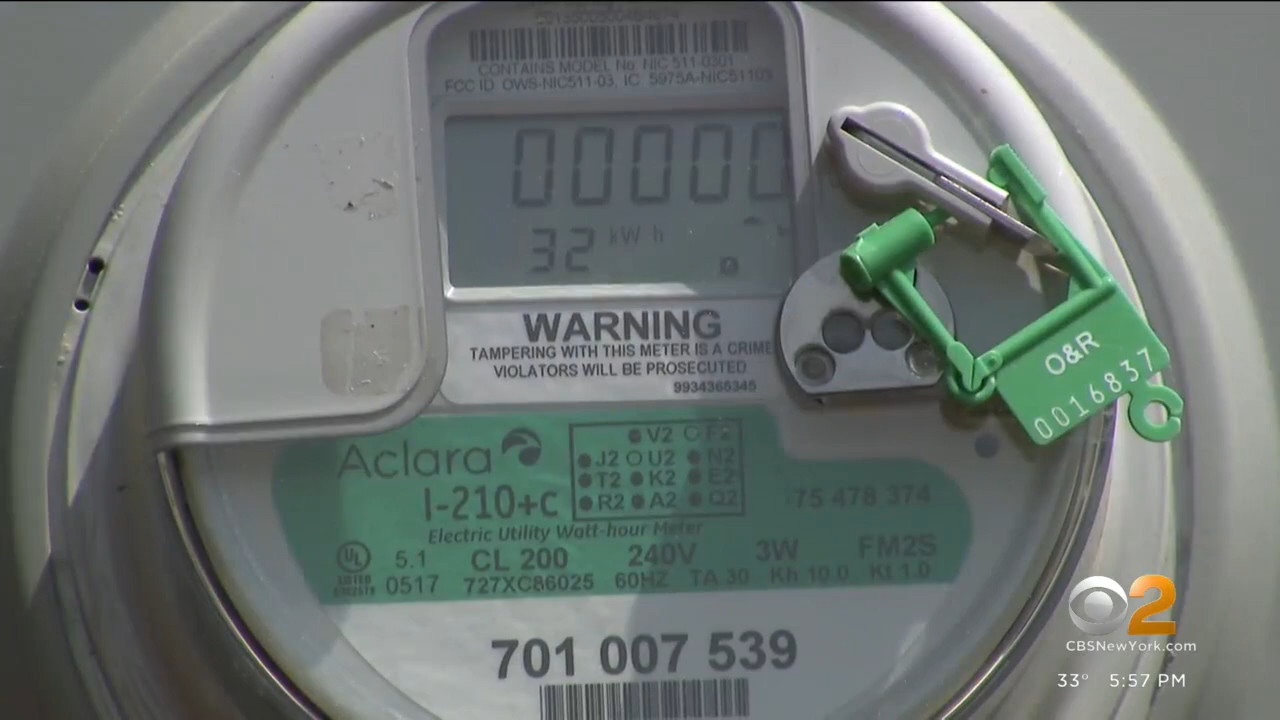 CONTAINS MODEL No. NIC 511-0301
FCC ID OWS-NIC511-03, IC 5975A-NIC51103
00000
32 kWh
WARNING
TAMPERING WITH THIS METER IS A CRIME
VIOLATORS WILL BE PROSECUTED
9934365345
O&R
0016837
Aclara
I-210+c
V2
J2 U2 N2
T2 K2 E2
R2 A2 Q2
75 478 374
Electric Utility Watt-hour Meter
UL 5.1 CL 200 240V 3W FM2S
LISTED 0517 727XC86025 60HZ TA 30 Kh 10.0 Kt 1.0
701 007 539
2
CBSNewYork.com
33° 5:57 PM